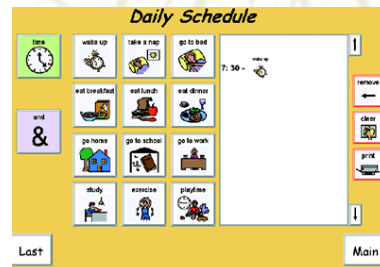 Daily Schedule
time
wake up
take a nap
go to bed
wake up
7: 30 -
remove
eat breakfast
eat lunch
eat dinner
and
&
clear
go home
go to school
go to work
print
study
exercise
playtime
Last
Main